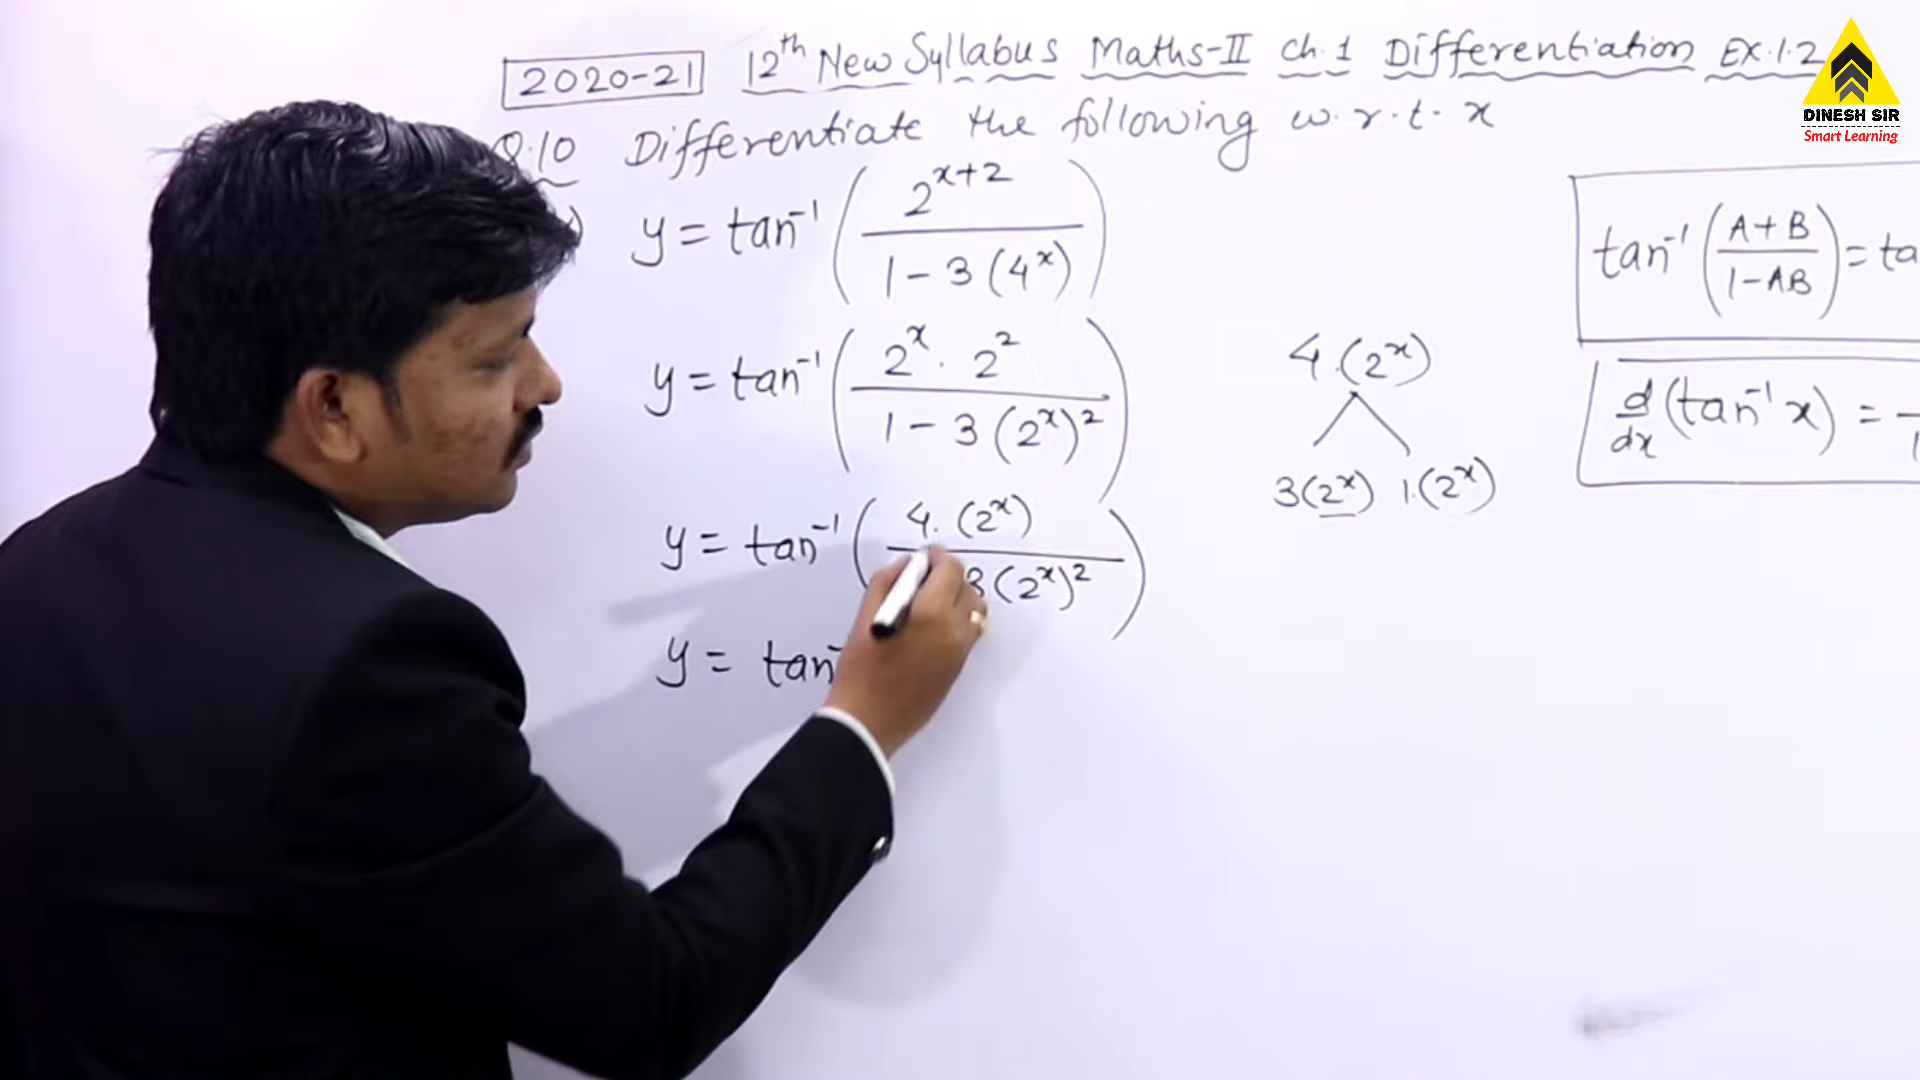 2020-21 12th New Syllabus Maths-II Ch.1 Differentiation Ex.1.2
DINESH SIR
Smart Learning
Q.10 Differentiate the following w.r.t. x
y = tan⁻¹ (2^(x+2) / 1 - 3(4^x))
y = tan⁻¹ (2^x . 2^2 / 1 - 3(2^x)²)
y = tan⁻¹ (4.(2^x) / 3(2^x)²)
y = tan⁻
4.(2^x)
3(2^x) 1.(2^x)
tan⁻¹ (A+B / 1-AB) = ta
d/dx (tan⁻¹ x) =